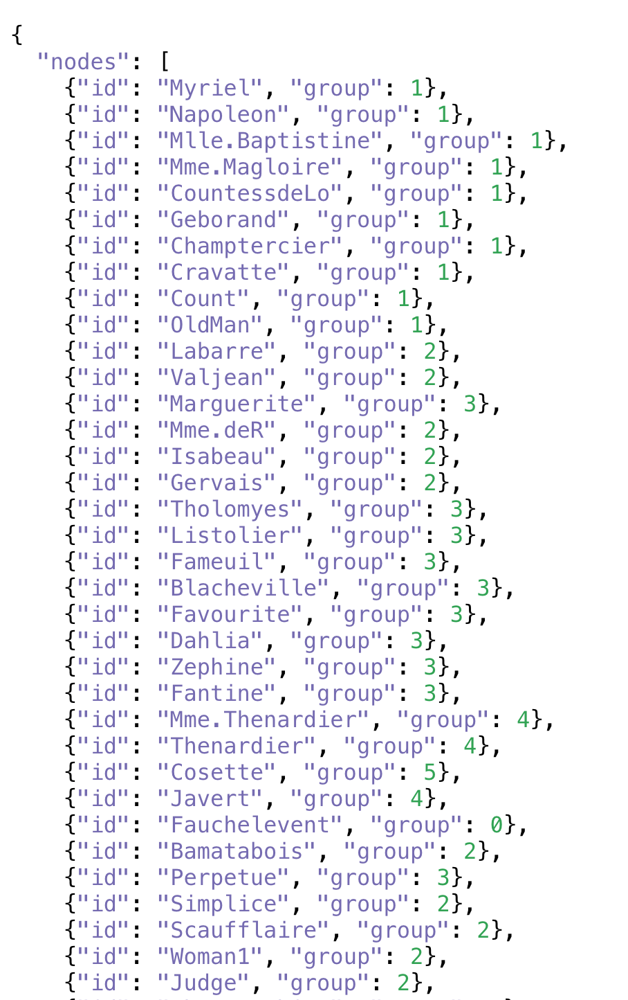 {
"nodes": [
{"id": "Myriel", "group": 1},
{"id": "Napoleon", "group": 1},
{"id": "Mlle.Baptistine", "group": 1},
{"id": "Mme.Magloire", "group": 1},
{"id": "CountessdeLo", "group": 1},
{"id": "Geborand", "group": 1},
{"id": "Champtercier", "group": 1},
{"id": "Cravatte", "group": 1},
{"id": "Count", "group": 1},
{"id": "OldMan", "group": 1},
{"id": "Labarre", "group": 2},
{"id": "Valjean", "group": 2},
{"id": "Marguerite", "group": 3},
{"id": "Mme.deR", "group": 2},
{"id": "Isabeau", "group": 2},
{"id": "Gervais", "group": 2},
{"id": "Tholomyes", "group": 3},
{"id": "Listolier", "group": 3},
{"id": "Fameuil", "group": 3},
{"id": "Blacheville", "group": 3},
{"id": "Favourite", "group": 3},
{"id": "Dahlia", "group": 3},
{"id": "Zephine", "group": 3},
{"id": "Fantine", "group": 3},
{"id": "Mme.Thenardier", "group": 4},
{"id": "Thenardier", "group": 4},
{"id": "Cosette", "group": 5},
{"id": "Javert", "group": 4},
{"id": "Fauchelevent", "group": 0},
{"id": "Bamatabois", "group": 2},
{"id": "Perpetue", "group": 3},
{"id": "Simplice", "group": 2},
{"id": "Scaufflaire", "group": 2},
{"id": "Woman1", "group": 2},
{"id": "Judge", "group": 2},